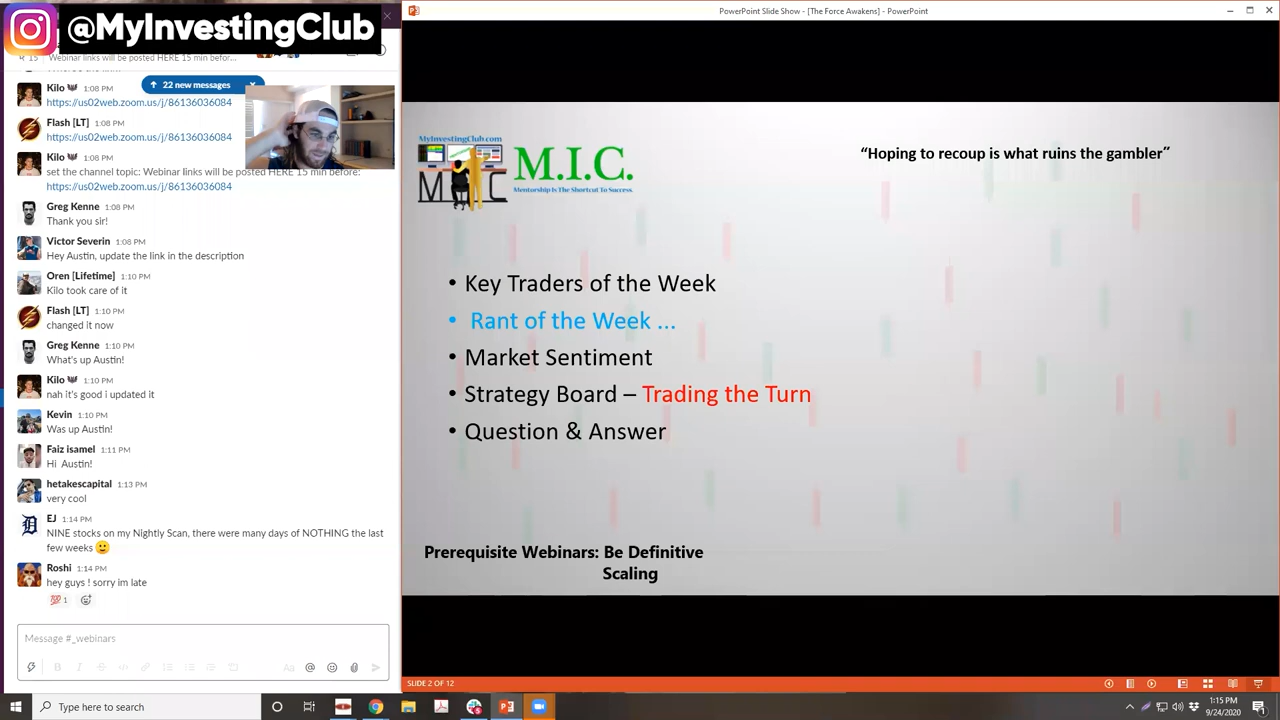 @MyInvestingClub
PowerPoint Slide Show - [The Force Awakens] - PowerPoint
15 Webinar links will be posted HERE 15 min befor...
22 new messages
Kilo 1:08 PM
https://us02web.zoom.us/j/86136036084
Flash [LT] 1:08 PM
https://us02web.zoom.us/j/86136036084
Kilo 1:08 PM
set the channel topic: Webinar links will be posted HERE 15 min before:
https://us02web.zoom.us/j/86136036084
Greg Kenne 1:08 PM
Thank you sir!
Victor Severin 1:08 PM
Hey Austin, update the link in the description
Oren [Lifetime] 1:10 PM
Kilo took care of it
Flash [LT] 1:10 PM
changed it now
Greg Kenne 1:10 PM
What's up Austin!
Kilo 1:10 PM
nah it's good i updated it
Kevin 1:10 PM
Was up Austin!
Faiz isamel 1:11 PM
Hi Austin!
hetakescapital 1:13 PM
very cool
EJ 1:14 PM
NINE stocks on my Nightly Scan, there were many days of NOTHING the last
few weeks
Roshi 1:14 PM
hey guys ! sorry im late
💯 1
Message #_webinars
MyInvestingClub.com
MIC
M.I.C.
Mentorship Is The Shortcut To Success.
“Hoping to recoup is what ruins the gambler”
• Key Traders of the Week
• Rant of the Week ...
• Market Sentiment
• Strategy Board – Trading the Turn
• Question & Answer
Prerequisite Webinars: Be Definitive
Scaling
SLIDE 2 OF 12
Type here to search
1:15 PM
9/24/2020